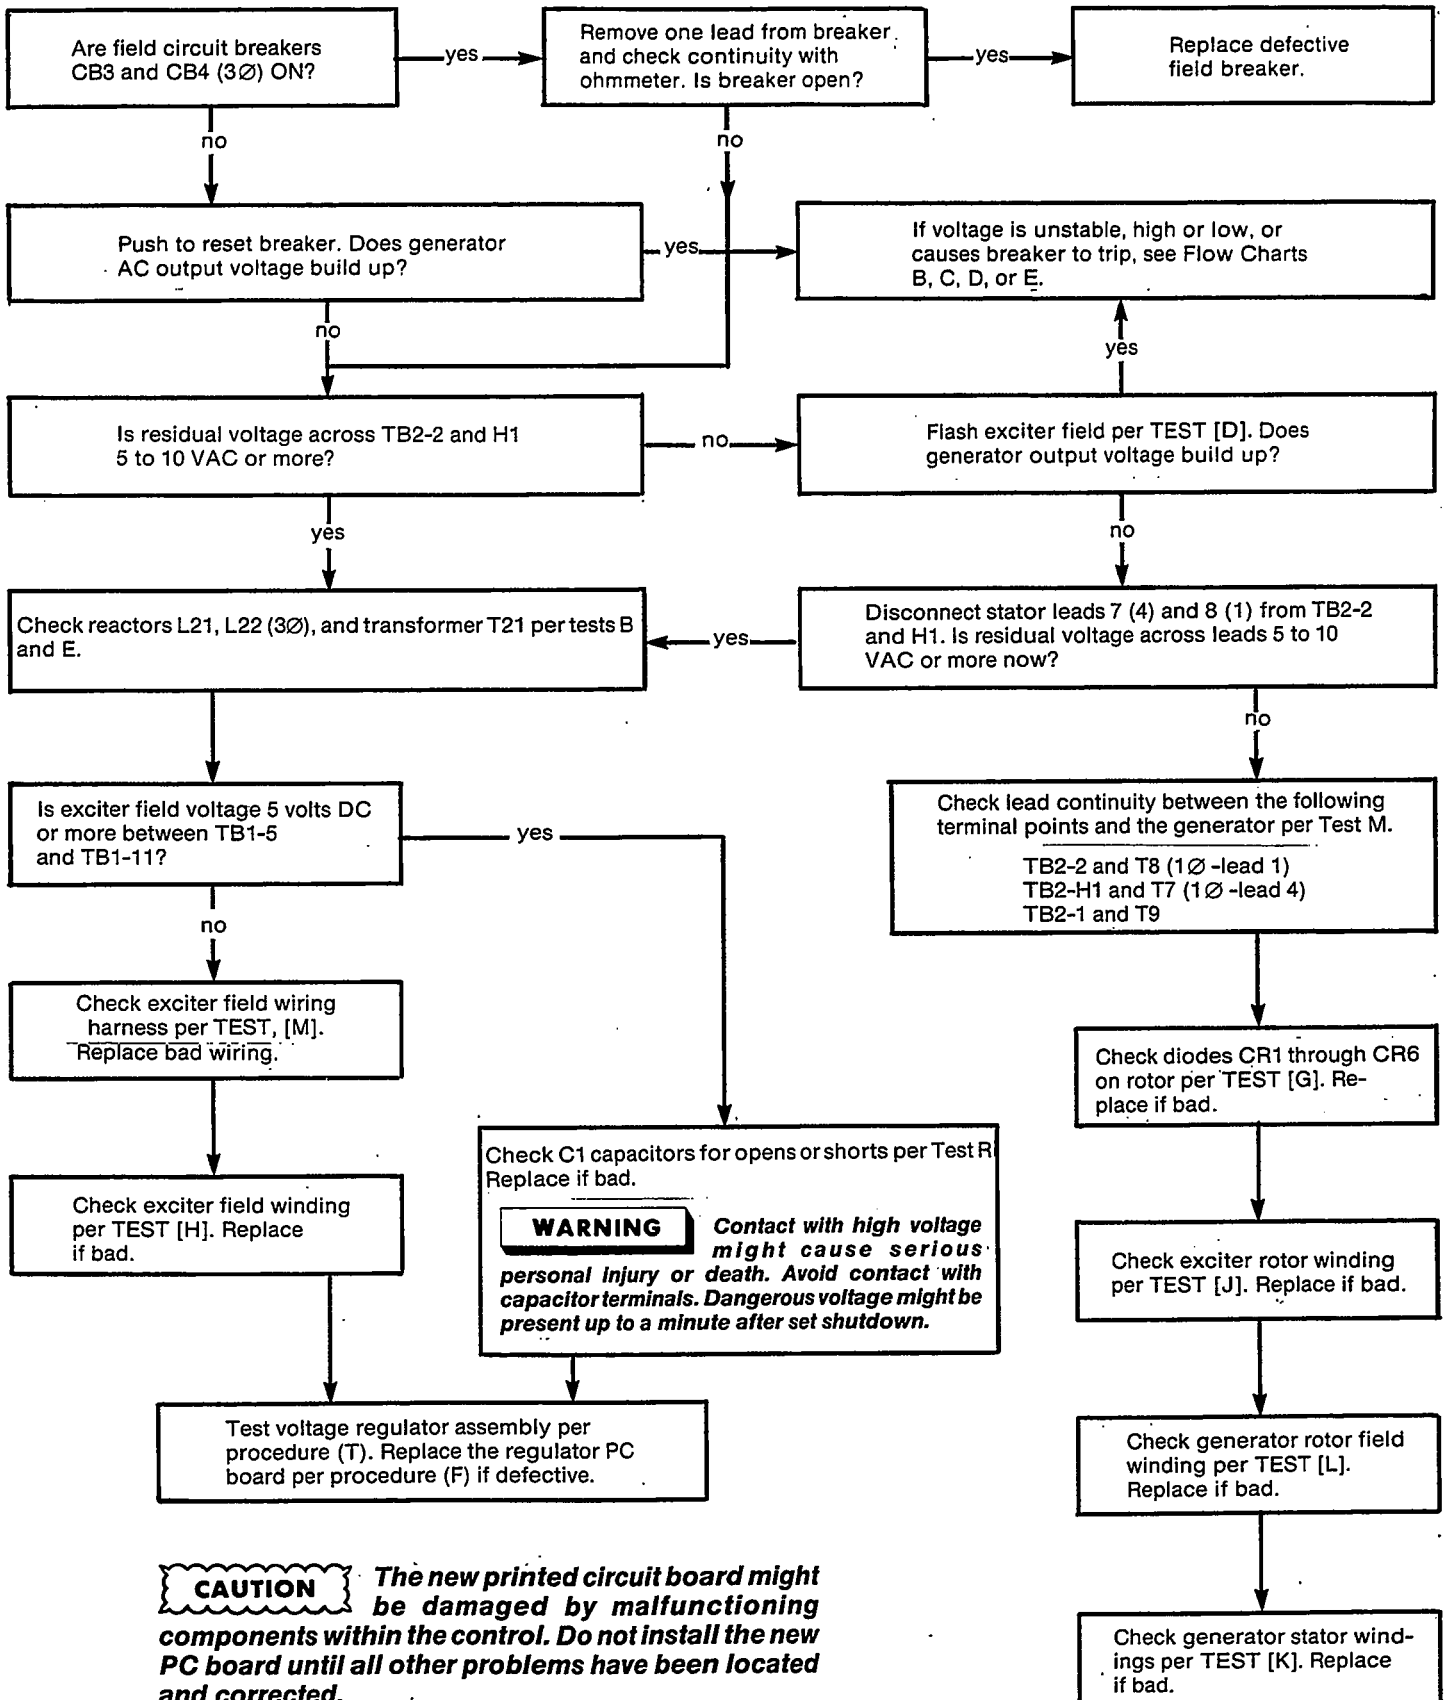 Are field circuit breakers
CB3 and CB4 (3Ø) ON?
yes
Remove one lead from breaker
and check continuity with
ohmmeter. Is breaker open?
yes
Replace defective
field breaker.
no
no
Push to reset breaker. Does generator
AC output voltage build up?
yes
If voltage is unstable, high or low, or
causes breaker to trip, see Flow Charts
B, C, D, or E.
no
yes
Is residual voltage across TB2-2 and H1
5 to 10 VAC or more?
no
Flash exciter field per TEST [D]. Does
generator output voltage build up?
yes
no
Check reactors L21, L22 (3Ø), and transformer T21 per tests B
and E.
yes
Disconnect stator leads 7 (4) and 8 (1) from TB2-2
and H1. Is residual voltage across leads 5 to 10
VAC or more now?
no
Is exciter field voltage 5 volts DC
or more between TB1-5
and TB1-11?
yes
Check lead continuity between the following
terminal points and the generator per Test M.
TB2-2 and T8 (1Ø -lead 1)
TB2-H1 and T7 (1Ø -lead 4)
TB2-1 and T9
no
Check exciter field wiring
harness per TEST, [M].
Replace bad wiring.
Check diodes CR1 through CR6
on rotor per TEST [G]. Re-
place if bad.
Check exciter field winding
per TEST [H]. Replace
if bad.
Check C1 capacitors for opens or shorts per Test R
Replace if bad.
WARNING Contact with high voltage
might cause serious
personal injury or death. Avoid contact with
capacitor terminals. Dangerous voltage might be
present up to a minute after set shutdown.
Check exciter rotor winding
per TEST [J]. Replace if bad.
Test voltage regulator assembly per
procedure (T). Replace the regulator PC
board per procedure (F) if defective.
Check generator rotor field
winding per TEST [L].
Replace if bad.
CAUTION The new printed circuit board might
be damaged by malfunctioning
components within the control. Do not install the new
PC board until all other problems have been located
and corrected.
Check generator stator wind-
ings per TEST [K]. Replace
if bad.